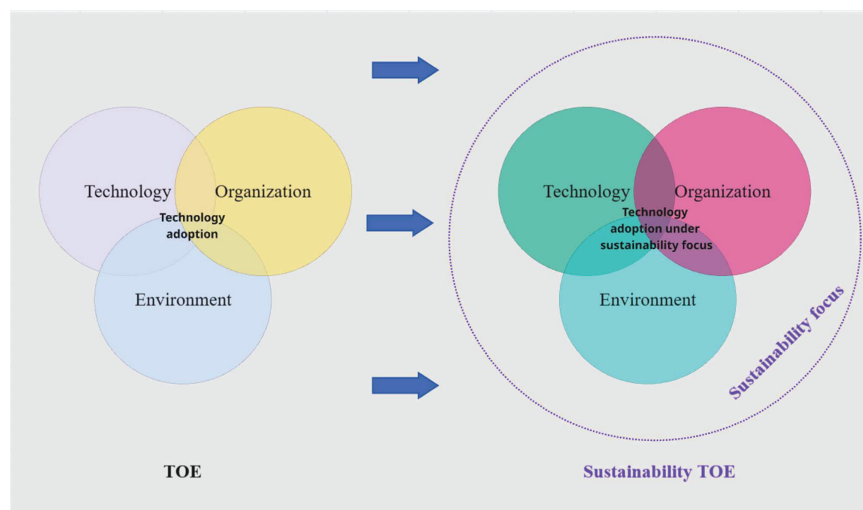 Technology
Organization
Technology
adoption
Environment
TOE
Technology
Organization
Technology
adoption under
sustainability focus
Environment
Sustainability focus
Sustainability TOE